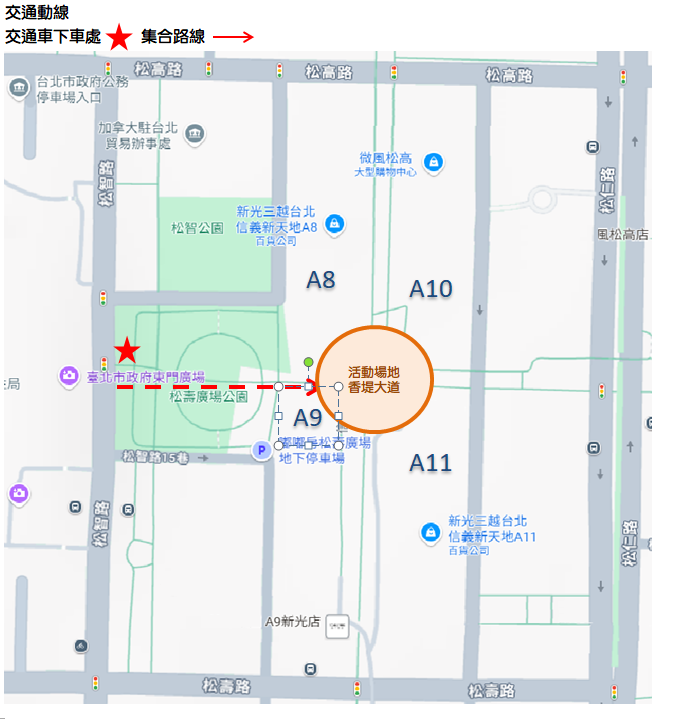 交通動線
交通車下車處 集合路線
松高路
松高路
松高路
台北市政府公務
停車場入口
加拿大駐台北
貿易辦事處
微風松高
大型購物中心
松智路
松仁路
松智公園
新光三越台北
信義新天地A8
百貨公司
風松高店
A8
A10
活動場地
香堤大道
臺北市政府東門廣場
松壽廣場公園
A9
嘟嘟房松壽廣場
地下停車場
P
松智路15巷
A11
松智路
新光三越台北
信義新天地A11
百貨公司
松仁路
A9新光店
松壽路
松壽路